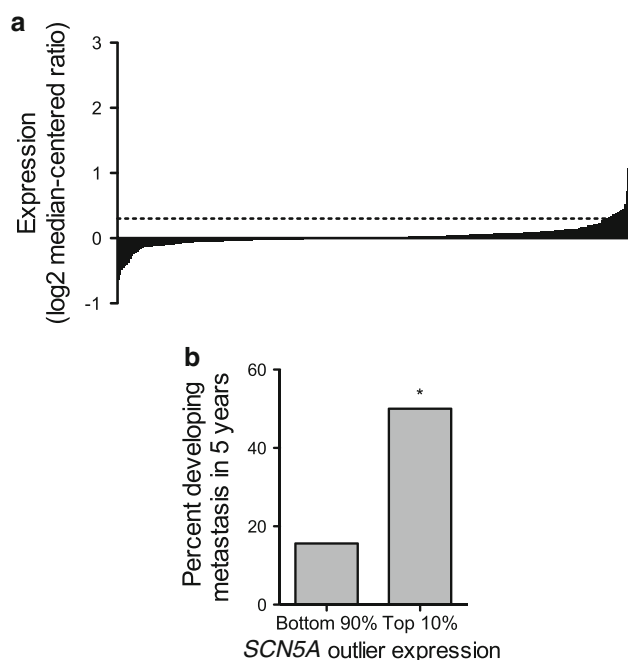 a
Expression
(log2 median-centered ratio)
3
2
1
0
-1
b
Percent developing
metastasis in 5 years
60
40
20
0
*
Bottom 90% Top 10%
SCN5A outlier expression